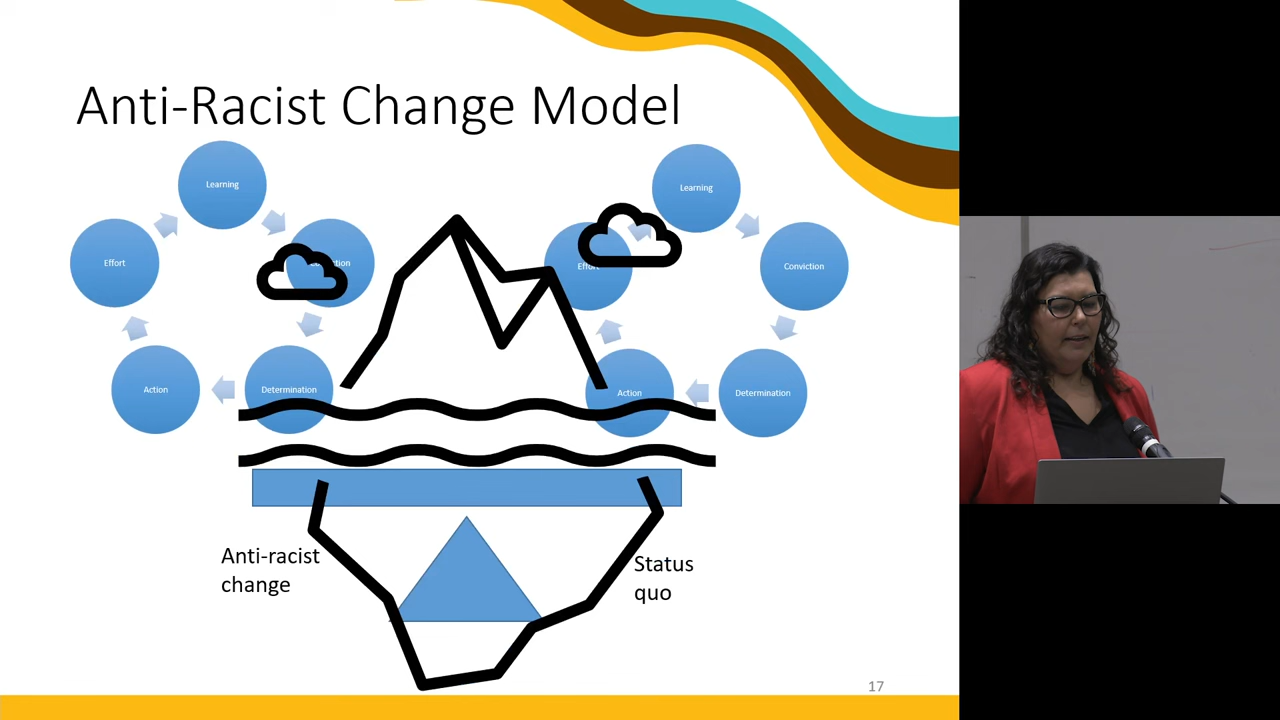 Anti-Racist Change Model
Learning
Effort
Action
Determination
Learning
Conviction
Effort
Action
Determination
Anti-racist
change
Status
quo
17